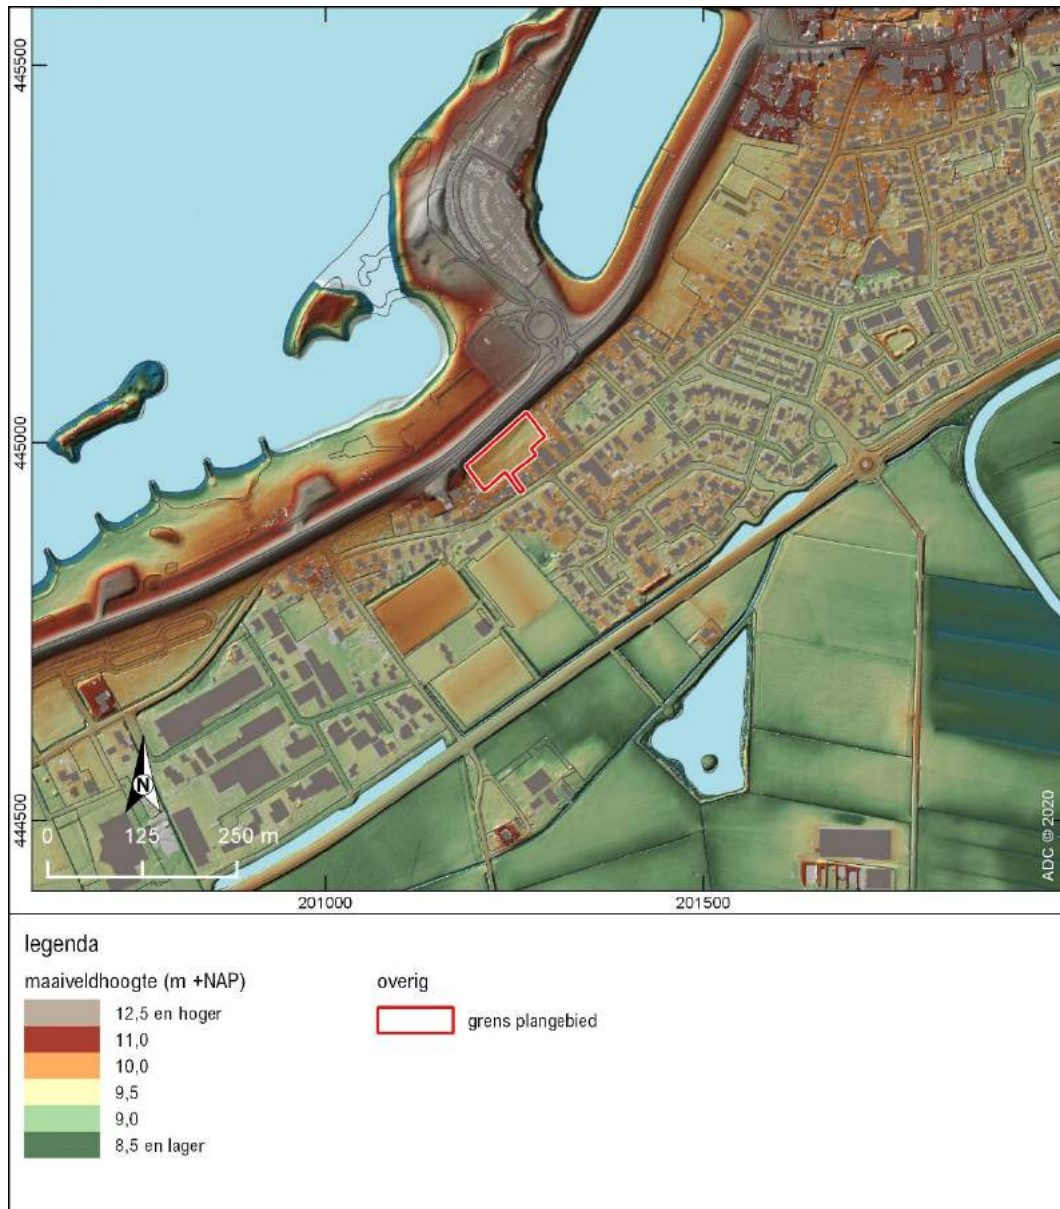 445500
445000
444500
N
0 125 250 m
ADC © 2020
201000 201500
legenda
maaiveldhoogte (m +NAP)
12,5 en hoger
11,0
10,0
9,5
9,0
8,5 en lager
overig
grens plangebied